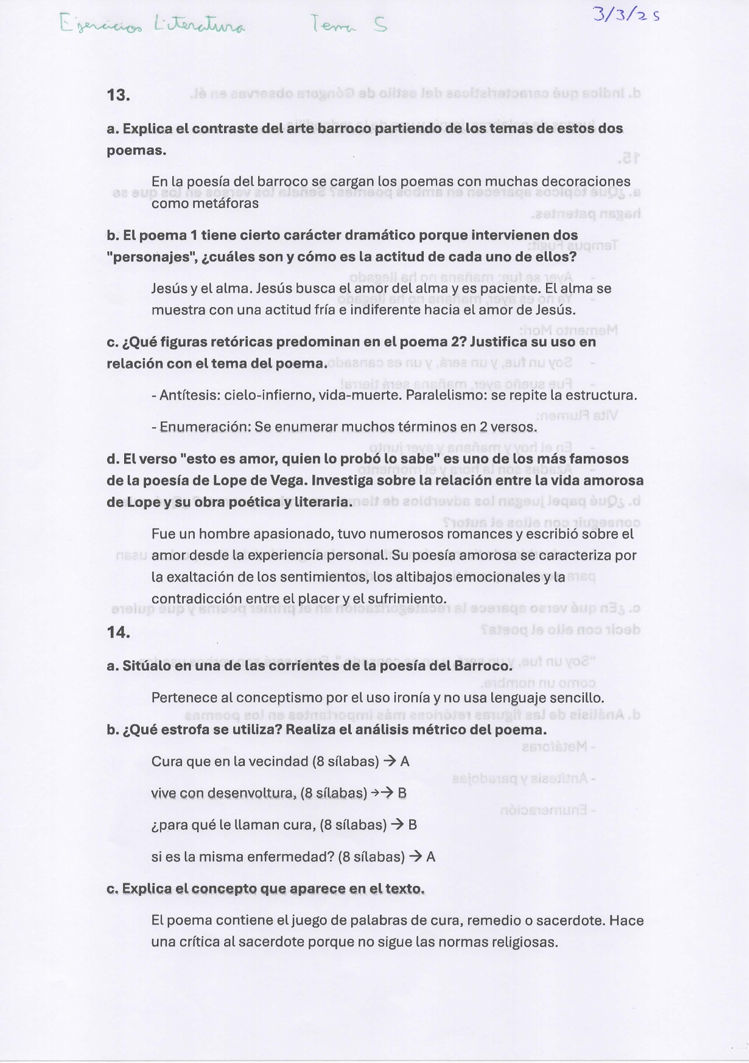 Ejercicios Literatura Tema 5 3/3/25
13.
a. Explica el contraste del arte barroco partiendo de los temas de estos dos
poemas.
En la poesía del barroco se cargan los poemas con muchas decoraciones
como metáforas
b. El poema 1 tiene cierto carácter dramático porque intervienen dos
"personajes", ¿cuáles son y cómo es la actitud de cada uno de ellos?
Jesús y el alma. Jesús busca el amor del alma y es paciente. El alma se
muestra con una actitud fría e indiferente hacia el amor de Jesús.
c. ¿Qué figuras retóricas predominan en el poema 2? Justifica su uso en
relación con el tema del poema.
- Antítesis: cielo-infierno, vida-muerte. Paralelismo: se repite la estructura.
- Enumeración: Se enumerar muchos términos en 2 versos.
d. El verso "esto es amor, quien lo probó lo sabe" es uno de los más famosos
de la poesía de Lope de Vega. Investiga sobre la relación entre la vida amorosa
de Lope y su obra poética y literaria.
Fue un hombre apasionado, tuvo numerosos romances y escribió sobre el
amor desde la experiencia personal. Su poesía amorosa se caracteriza por
la exaltación de los sentimientos, los altibajos emocionales y la
contradicción entre el placer y el sufrimiento.
14.
a. Sitúalo en una de las corrientes de la poesía del Barroco.
Pertenece al conceptismo por el uso ironía y no usa lenguaje sencillo.
b. ¿Qué estrofa se utiliza? Realiza el análisis métrico del poema.
Cura que en la vecindad (8 sílabas) → A
vive con desenvoltura, (8 sílabas) →→ B
¿para qué le llaman cura, (8 sílabas) → B
si es la misma enfermedad? (8 sílabas) → A
c. Explica el concepto que aparece en el texto.
El poema contiene el juego de palabras de cura, remedio o sacerdote. Hace
una crítica al sacerdote porque no sigue las normas religiosas.